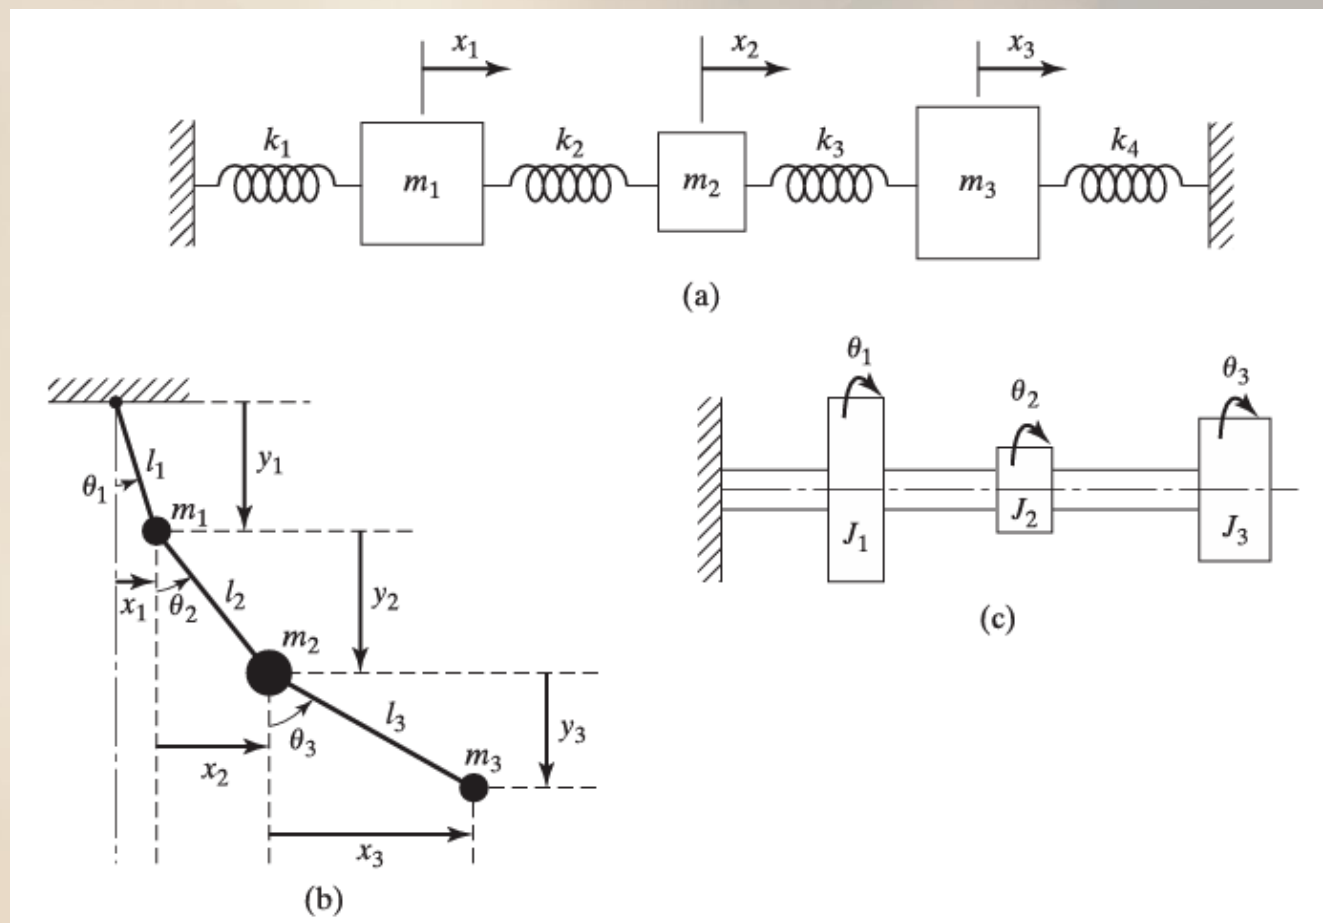 x₁ x₂ x₃
k₁ k₂ k₃ k₄
m₁ m₂ m₃
(a)
θ₁ l₁ y₁
m₁
x₁ θ₂ l₂ y₂
m₂
x₂ θ₃ l₃ y₃
m₃
x₃
(b)
θ₁ θ₂ θ₃
J₁ J₂ J₃
(c)